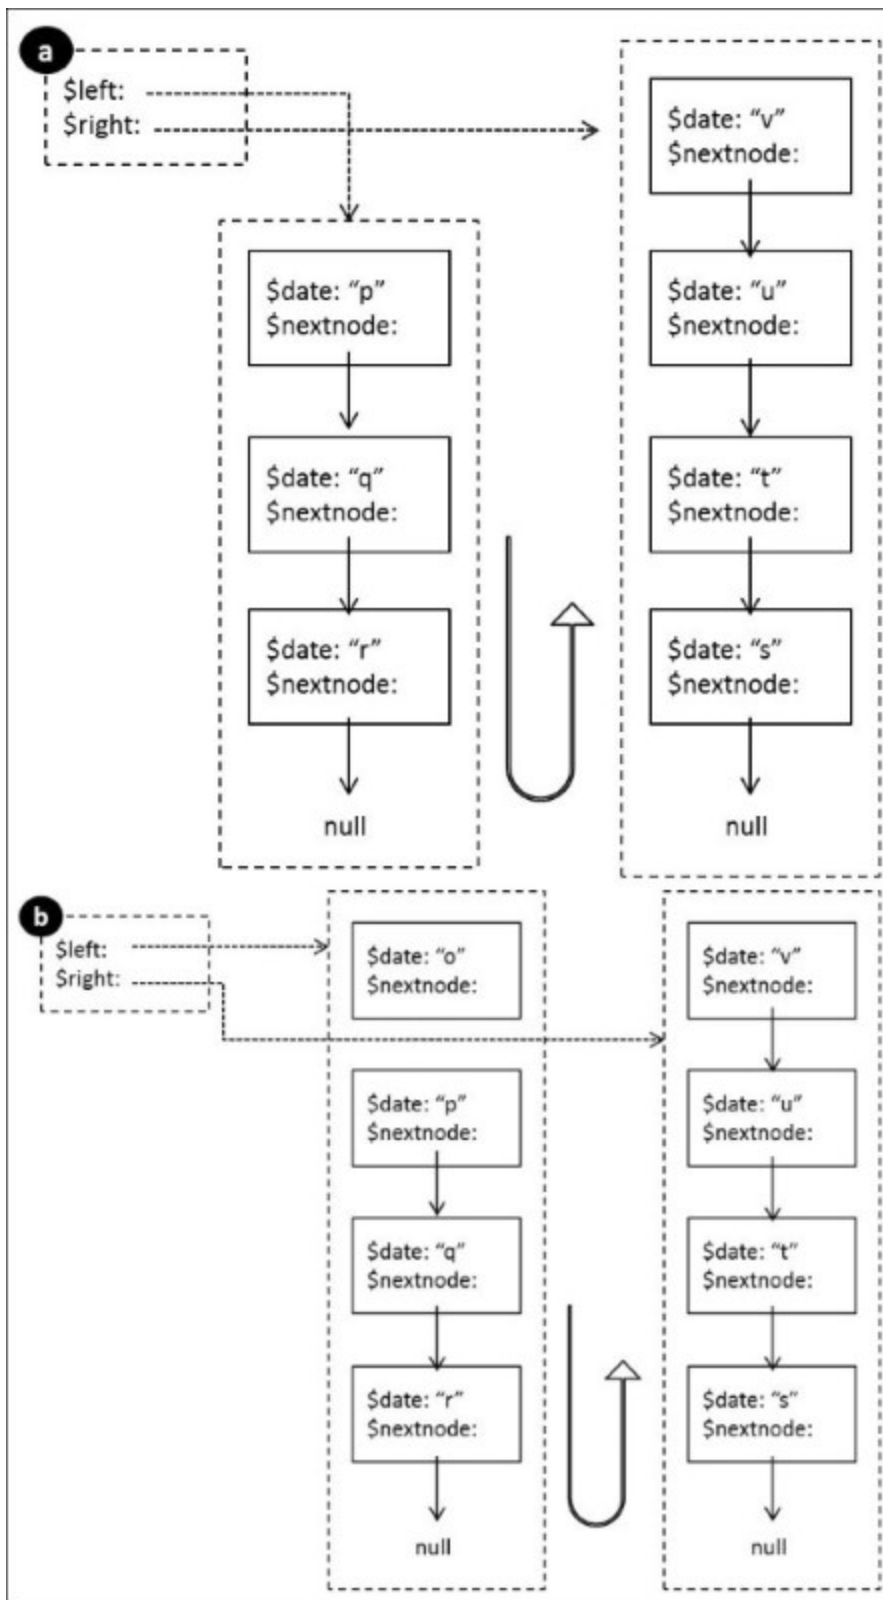 a
$left:
$right:
$date: “v”
$nextnode:
$date: “p”
$nextnode:
$date: “u”
$nextnode:
$date: “q”
$nextnode:
$date: “t”
$nextnode:
$date: “r”
$nextnode:
$date: “s”
$nextnode:
null
null
b
$left:
$right:
$date: “o”
$nextnode:
$date: “v”
$nextnode:
$date: “p”
$nextnode:
$date: “u”
$nextnode:
$date: “q”
$nextnode:
$date: “t”
$nextnode:
$date: “r”
$nextnode:
$date: “s”
$nextnode:
null
null